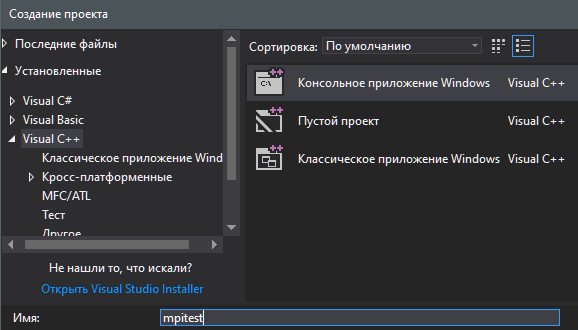 Создание проекта
Последние файлы
Установленные
Visual C#
Visual Basic
Visual C++
Классическое приложение Wind
Кросс-платформенные
MFC/ATL
Тест
Другое
Не нашли то, что искали?
Открыть Visual Studio Installer
Сортировка: По умолчанию
Консольное приложение Windows Visual C++
Пустой проект Visual C++
Классическое приложение Windows Visual C++
Имя: mpitest